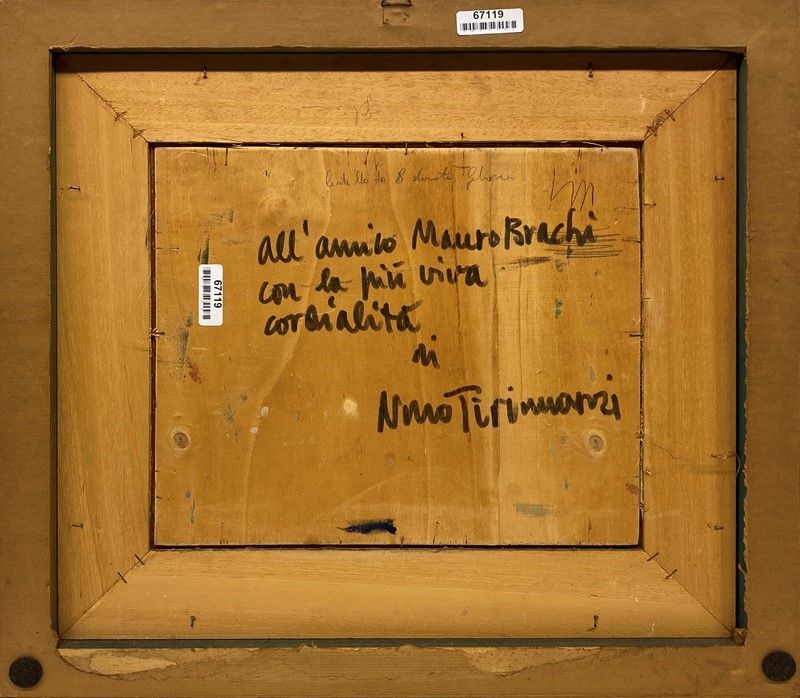 67119
all'amico Mauro Brachi
con la più viva
cordialità
67119
di
Nino Tirinnanzi